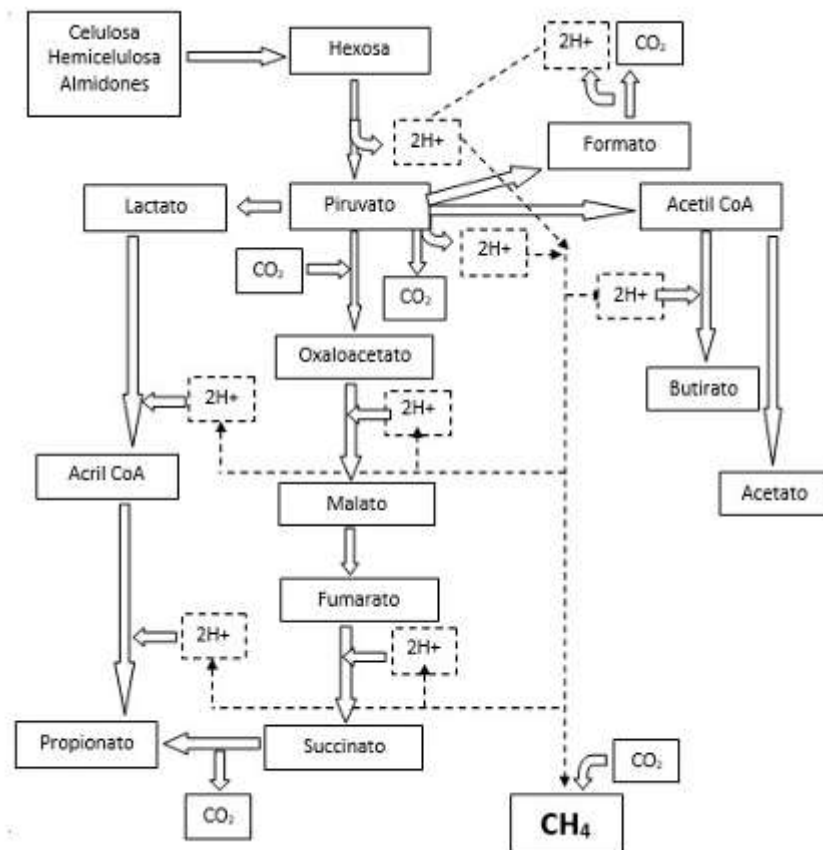 Celulosa
Hemicelulosa
Almidones
Hexosa
2H+
CO₂
2H+
Formato
Lactato
Piruvato
Acetil CoA
CO₂
2H+
CO₂
2H+
Oxaloacetato
Butirato
2H+
2H+
Acril CoA
Malato
Acetato
Fumarato
2H+
2H+
Propionato
Succinato
CO₂
CO₂
CH₄